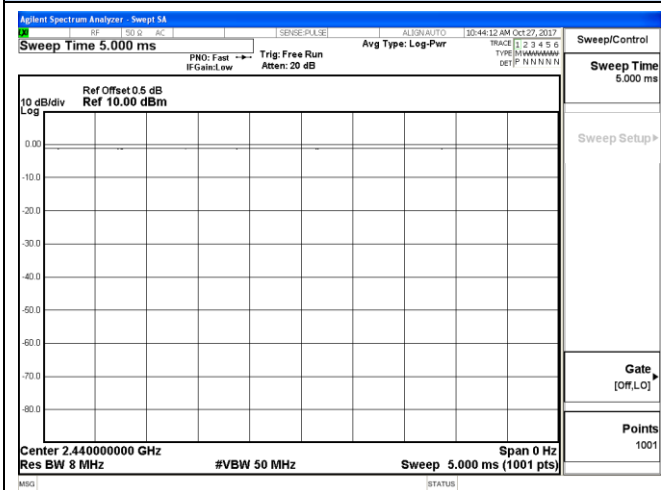 Agilent Spectrum Analyzer - Swept SA
RF 50 Ω AC SENSE:PULSE ALIGN AUTO 10:44:12 AM Oct 27, 2017
Sweep Time 5.000 ms
PNO: Fast
IFGain:Low
Trig: Free Run
Atten: 20 dB
Avg Type: Log-Pwr
TRACE 1 2 3 4 5 6
TYPE MWWWWW
DET P N N N N N
Sweep/Control
Sweep Time
5.000 ms
Ref Offset 0.5 dB
10 dB/div Ref 10.00 dBm
Log
Sweep Setup
0.00
-10.0
-20.0
-30.0
-40.0
-50.0
-60.0
-70.0
-80.0
Gate
[Off,LO]
Points
1001
Center 2.440000000 GHz Span 0 Hz
Res BW 8 MHz #VBW 50 MHz Sweep 5.000 ms (1001 pts)
MSG STATUS